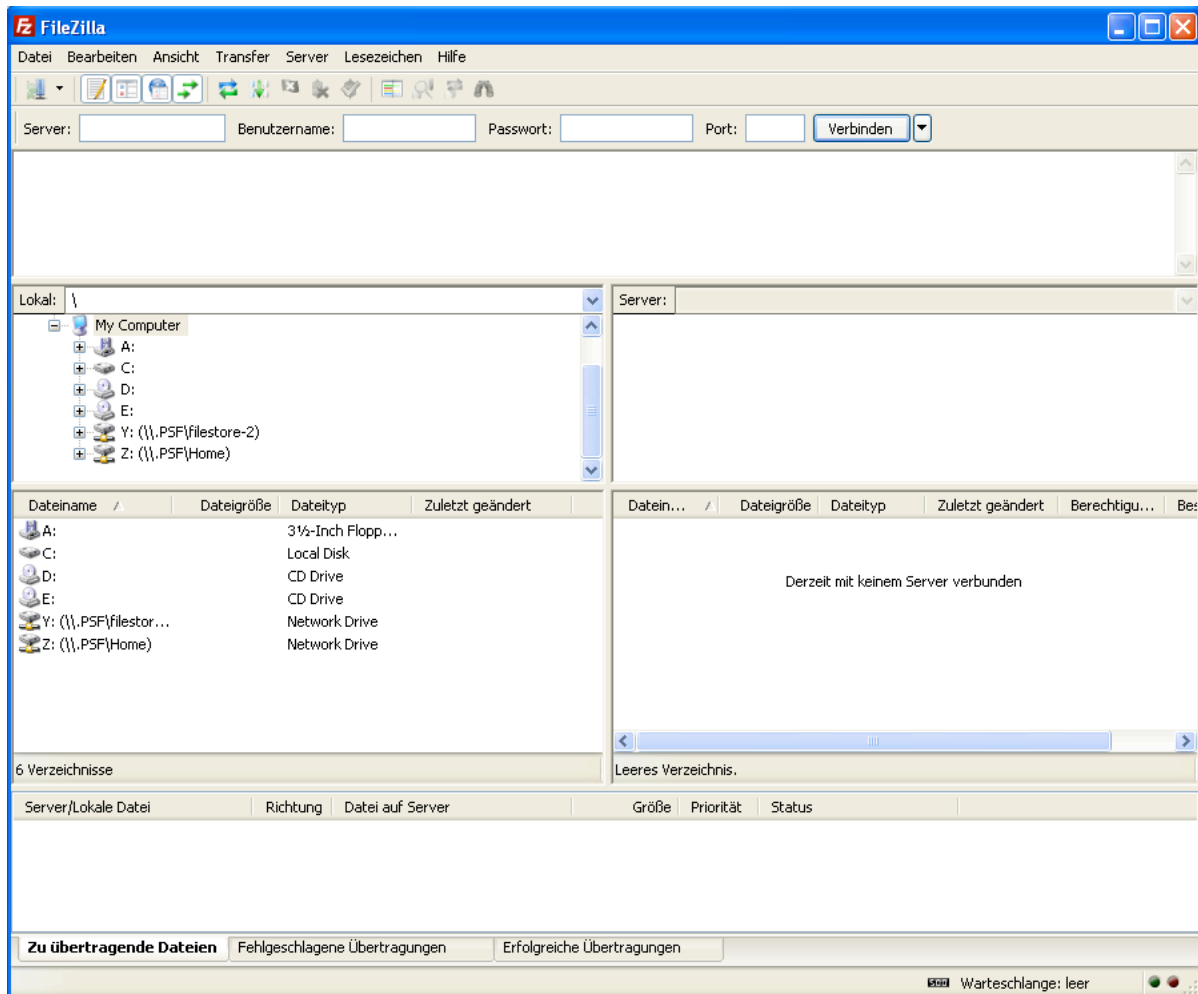 FileZilla
Datei Bearbeiten Ansicht Transfer Server Lesezeichen Hilfe
Server: Benutzername: Passwort: Port: Verbinden
Lokal: \
My Computer
A:
C:
D:
E:
Y: (\\.PSF\filestore-2)
Z: (\\.PSF\Home)
Server:
Dateiname Dateigröße Dateityp Zuletzt geändert
A: 3½-Inch Flopp...
C: Local Disk
D: CD Drive
E: CD Drive
Y: (\\.PSF\filestor... Network Drive
Z: (\\.PSF\Home) Network Drive
6 Verzeichnisse
Datein... Dateigröße Dateityp Zuletzt geändert Berechtigu... Bes
Derzeit mit keinem Server verbunden
Leeres Verzeichnis.
Server/Lokale Datei Richtung Datei auf Server Größe Priorität Status
Zu übertragende Dateien Fehlgeschlagene Übertragungen Erfolgreiche Übertragungen
Warteschlange: leer